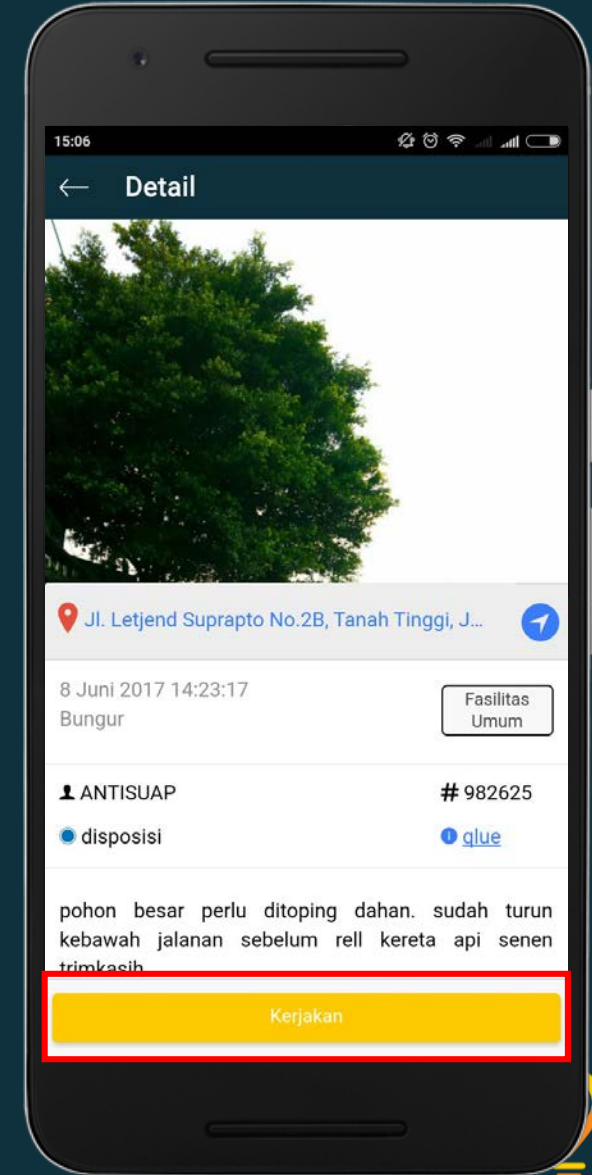 15:06
Detail
Jl. Letjend Suprapto No.2B, Tanah Tinggi, J...
8 Juni 2017 14:23:17
Bungur
Fasilitas
Umum
ANTISUAP
# 982625
disposisi
qlue
pohon besar perlu ditoping dahan. sudah turun
kebawah jalanan sebelum rell kereta api senen
trimkasih
Kerjakan